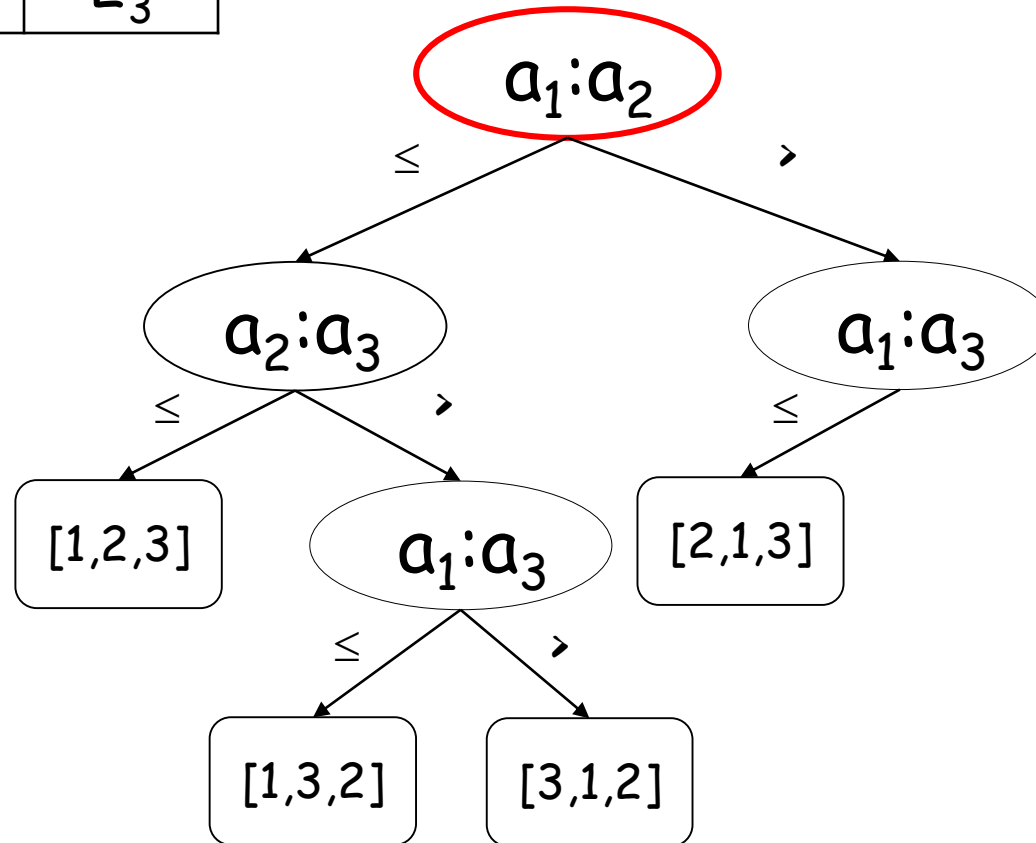 a₁:a₂
≤ >
a₂:a₃ a₁:a₃
≤ > ≤
[1,2,3] a₁:a₃ [2,1,3]
≤ >
[1,3,2] [3,1,2]